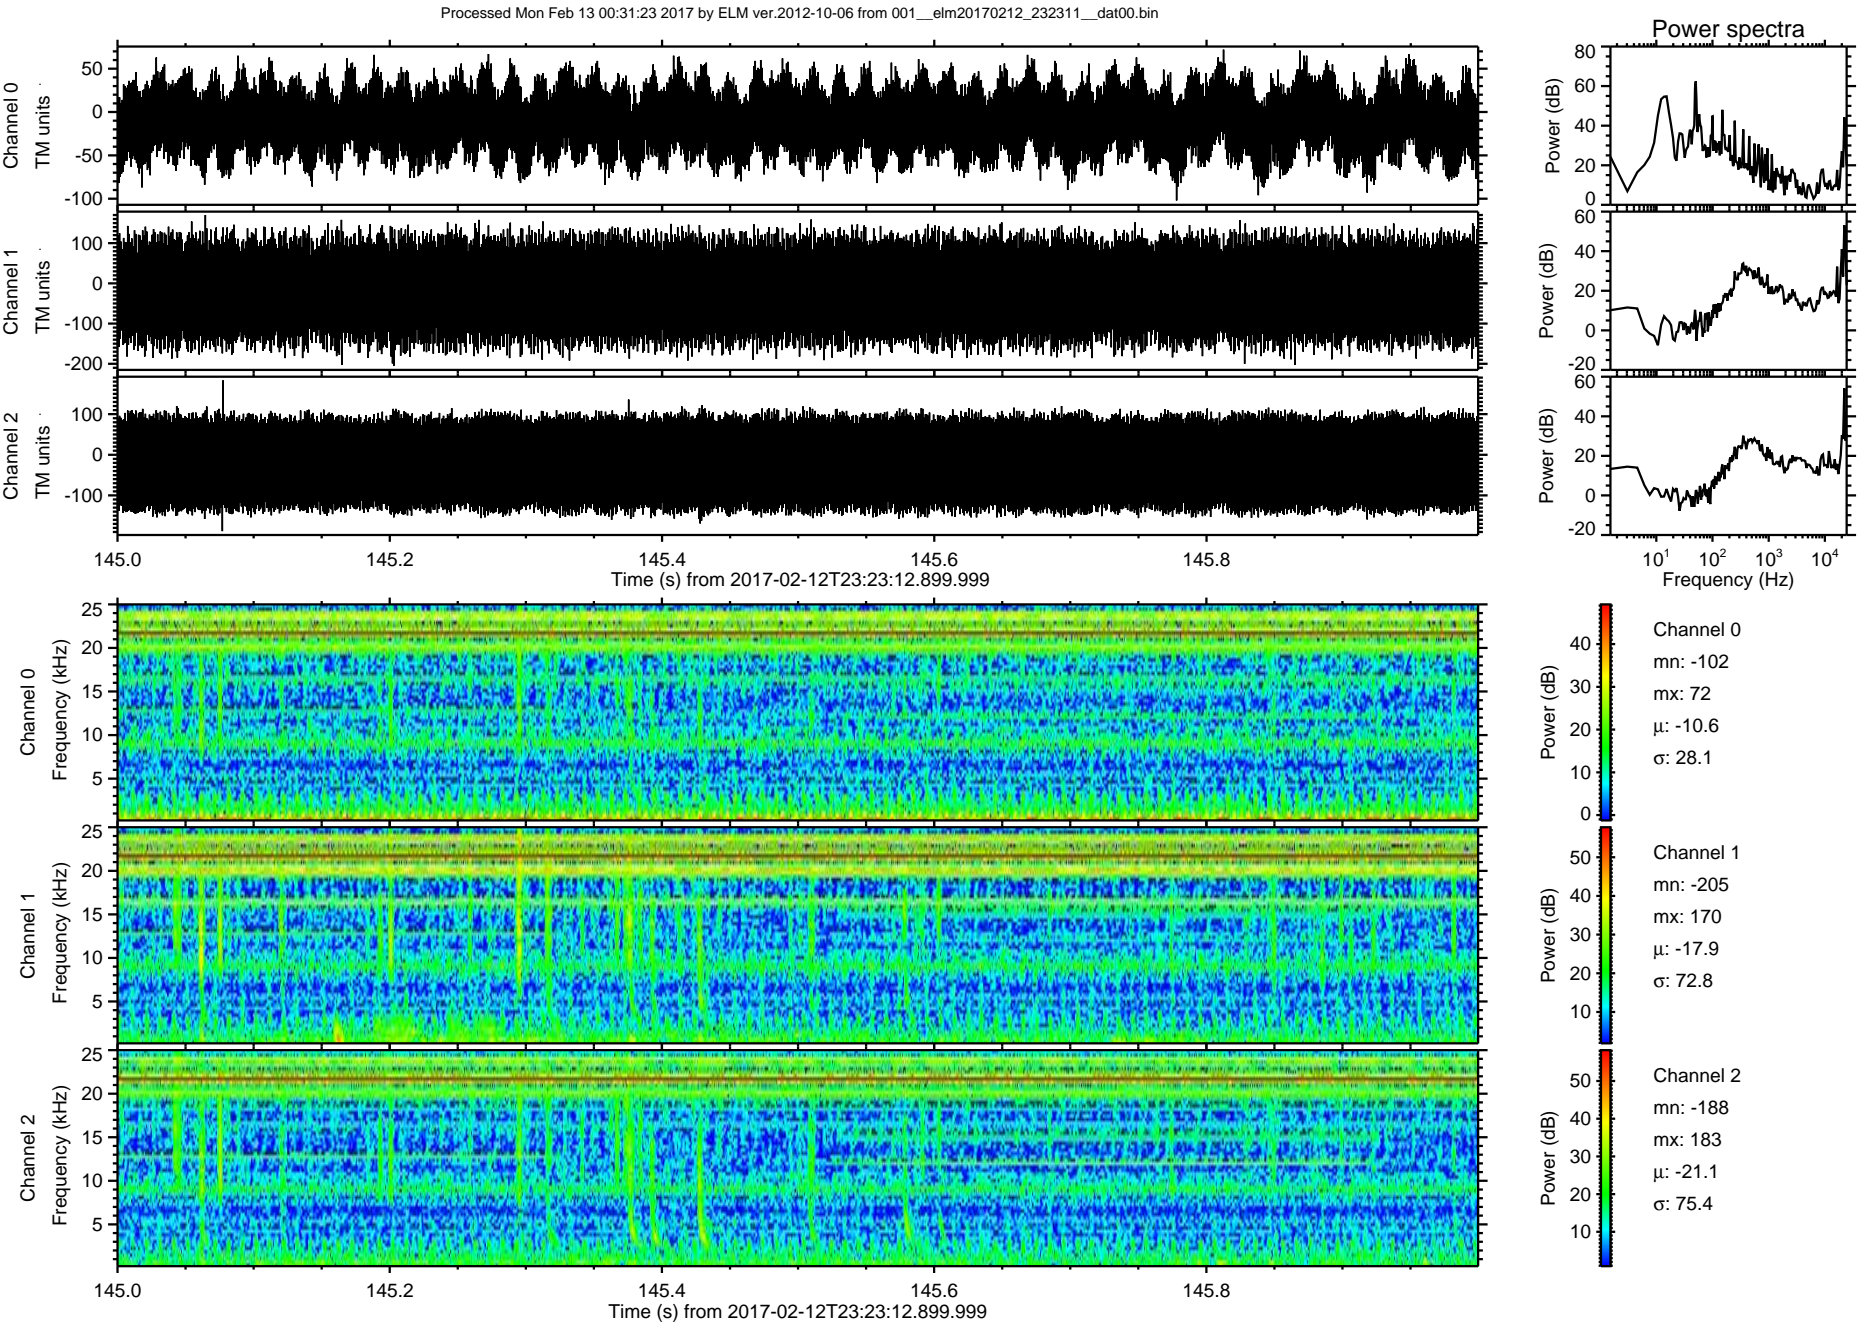 Processed Mon Feb 13 00:31:23 2017 by ELM ver.2012-10-06 from 001__elm20170212_232311__dat00.bin
Power spectra
Channel 0
TM units
50
0
-50
-100
Power (dB)
80
60
40
20
0
Channel 1
TM units
100
0
-100
-200
Power (dB)
60
40
20
0
-20
Channel 2
TM units
100
0
-100
Power (dB)
60
40
20
0
-20
145.0 145.2 145.4 145.6 145.8
Time (s) from 2017-02-12T23:23:12.899.999
10^1 10^2 10^3 10^4
Frequency (Hz)
Channel 0
Frequency (kHz)
25
20
15
10
5
Power (dB)
40
30
20
10
0
Channel 0
mn: -102
mx: 72
μ: -10.6
σ: 28.1
Channel 1
Frequency (kHz)
25
20
15
10
5
Power (dB)
50
40
30
20
10
Channel 1
mn: -205
mx: 170
μ: -17.9
σ: 72.8
Channel 2
Frequency (kHz)
25
20
15
10
5
Power (dB)
50
40
30
20
10
Channel 2
mn: -188
mx: 183
μ: -21.1
σ: 75.4
145.0 145.2 145.4 145.6 145.8
Time (s) from 2017-02-12T23:23:12.899.999